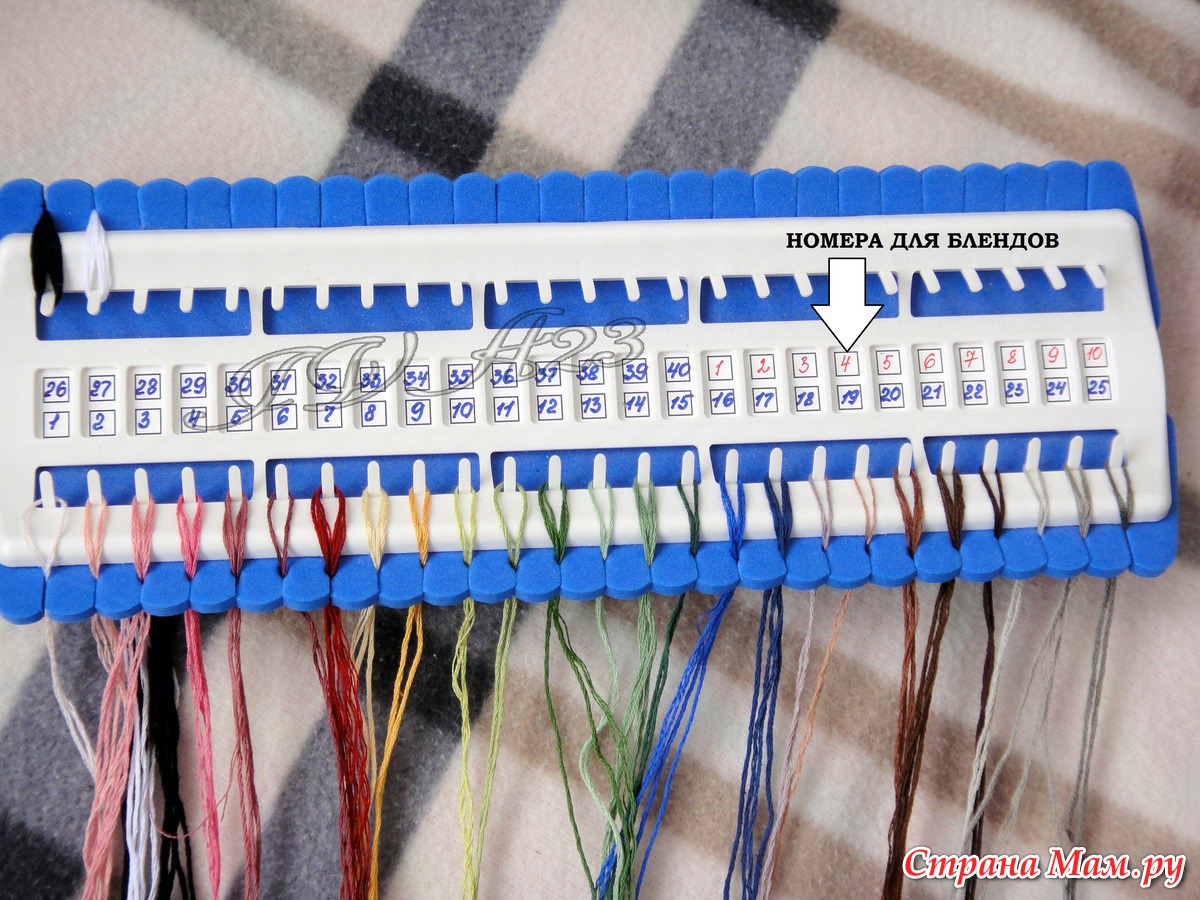 НОМЕРА ДЛЯ БЛЕНДОВ
26 27 28 29 30 31 32 33 34 35 36 37 38 39 40 1 2 3 4 5 6 7 8 9 10
1 2 3 4 5 6 7 8 9 10 11 12 13 14 15 16 17 18 19 20 21 22 23 24 25
Страна Мам.ру